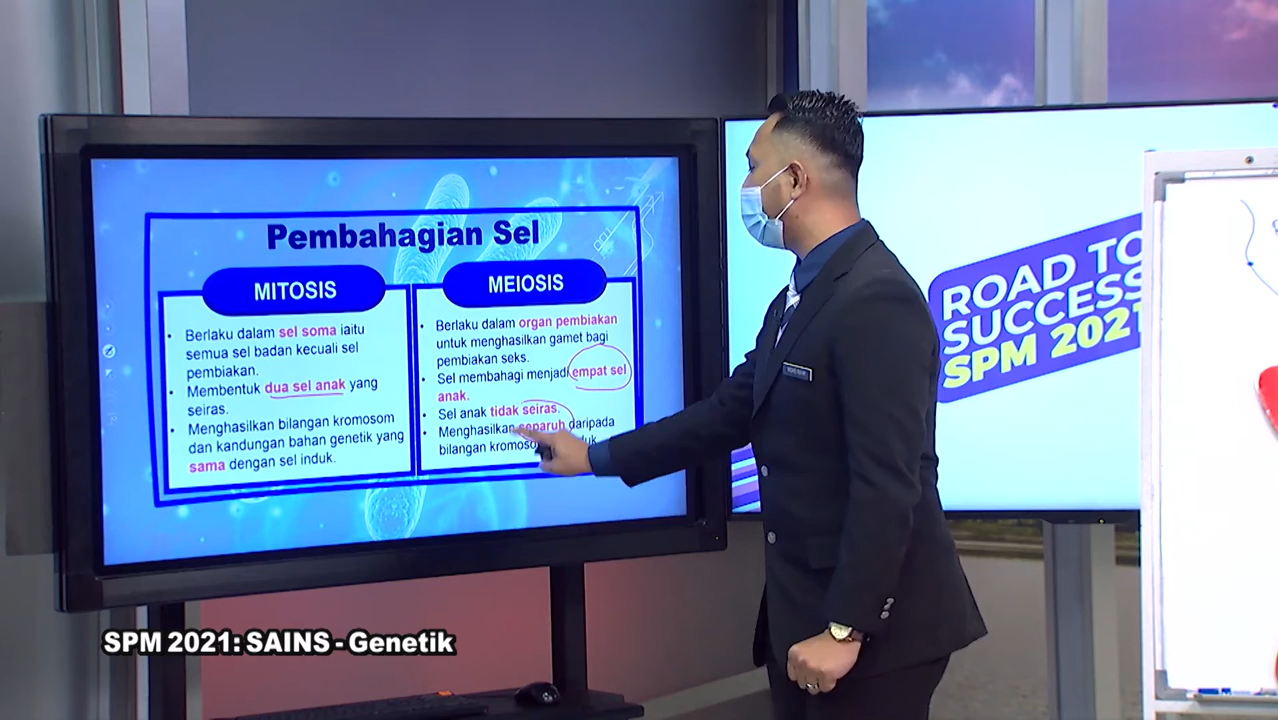 Pembahagian Sel
MITOSIS
• Berlaku dalam sel soma iaitu
semua sel badan kecuali sel
pembiakan.
• Membentuk dua sel anak yang
seiras.
• Menghasilkan bilangan kromosom
dan kandungan bahan genetik yang
sama dengan sel induk.
MEIOSIS
• Berlaku dalam organ pembiakan
untuk menghasilkan gamet bagi
pembiakan seks.
• Sel membahagi menjadi empat sel
anak.
• Sel anak tidak seiras.
• Menghasilkan separuh daripada
bilangan
ROAD TO
SUCCESS
SPM 2021
SPM 2021: SAINS - Genetik